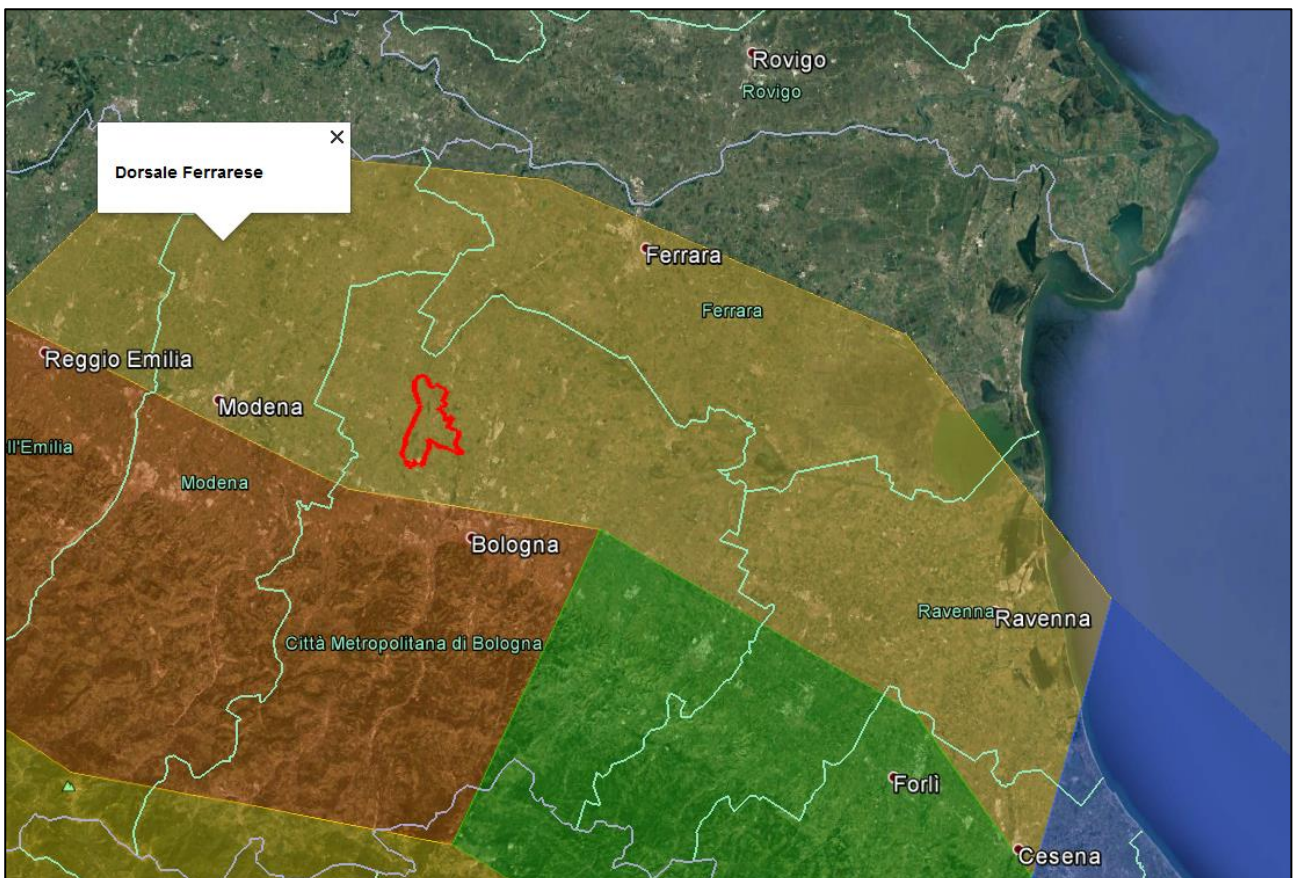 Rovigo
Rovigo
×
Dorsale Ferrarese
Ferrara
Ferrara
Reggio Emilia
Modena
ll'Emilia
Modena
Bologna
Città Metropolitana di Bologna
Ravenna
Ravenna
Forlì
Cesena